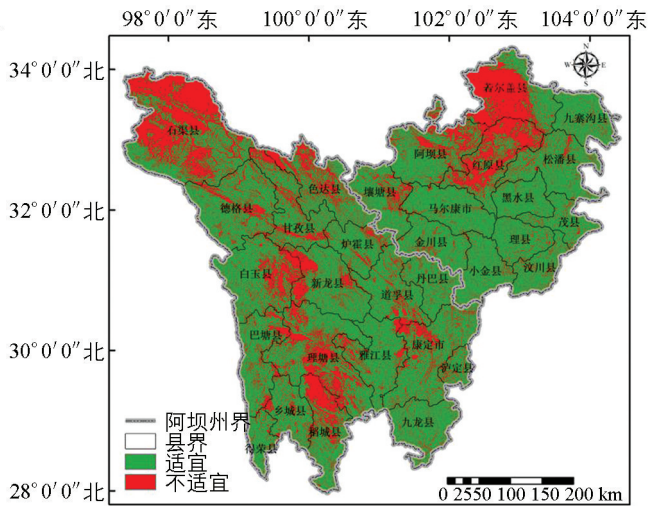 98°0′0″东 100°0′0″东 102°0′0″东 104°0′0″东
34°0′0″北
32°0′0″北
30°0′0″北
28°0′0″北
N
W E
S
若尔盖县
九寨沟县
石渠县
阿坝县
红原县
松潘县
色达县
壤塘县
黑水县
德格县
马尔康市
茂县
甘孜县
炉霍县
金川县
理县
白玉县
新龙县
丹巴县
小金县
汶川县
道孚县
巴塘县
康定市
理塘县
雅江县
泸定县
乡城县
稻城县
九龙县
得荣县
阿坝州界
县界
适宜
不适宜
0 2550 100 150 200 km